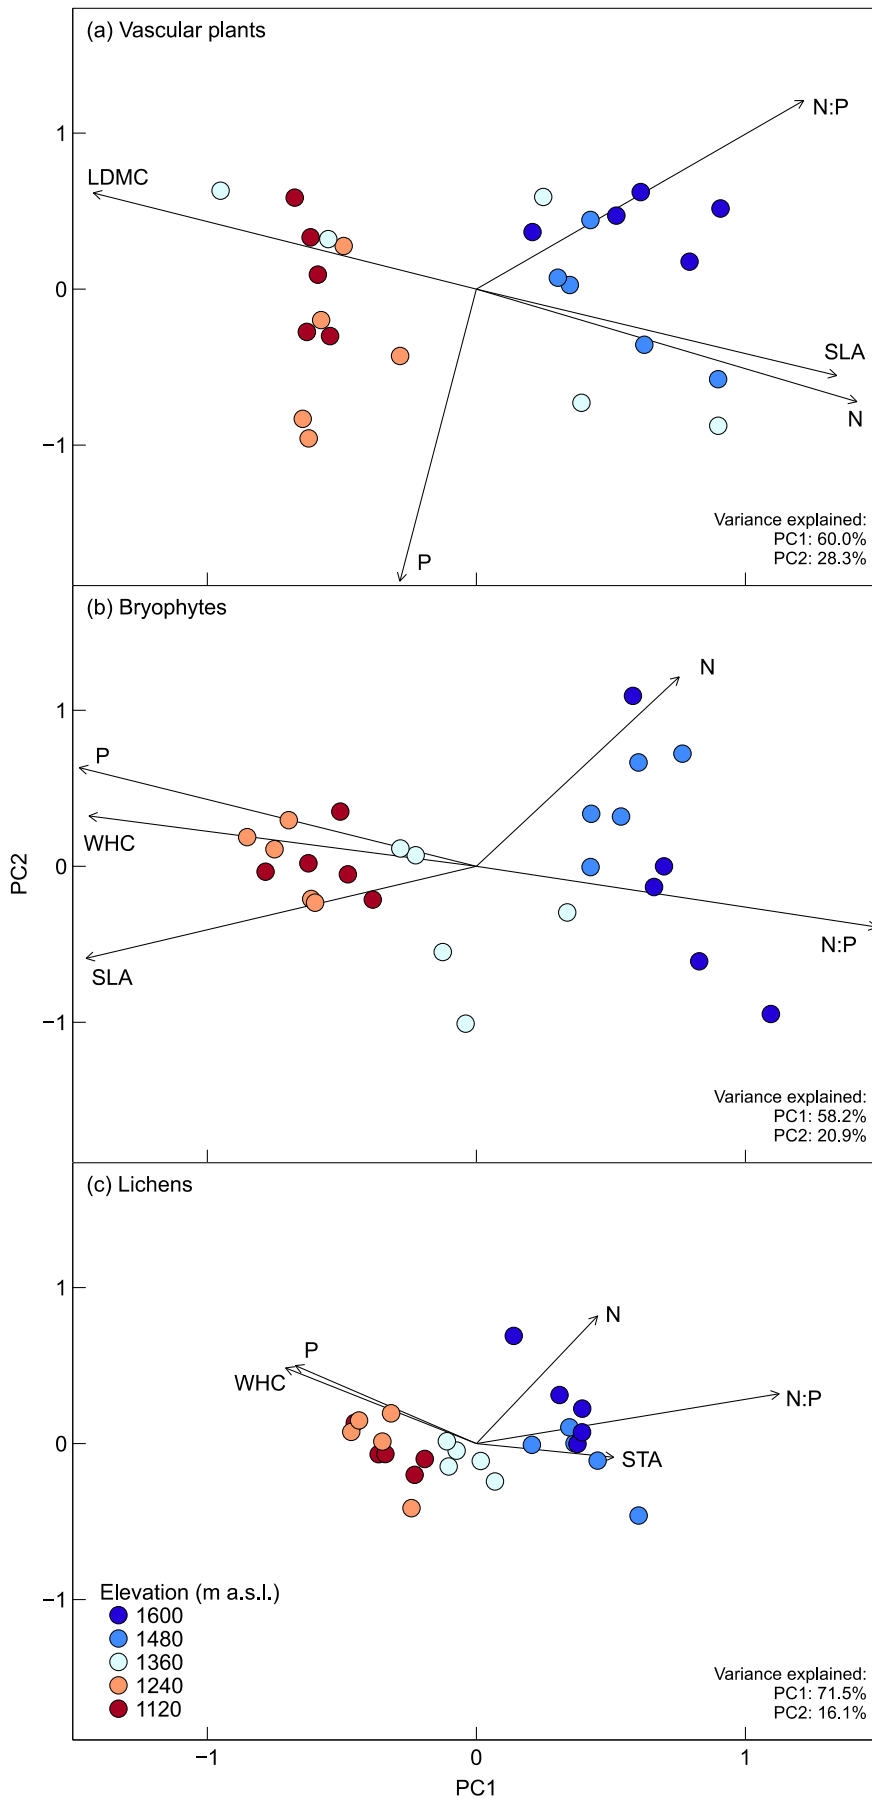 (a) Vascular plants
N:P
1
LDMC
0
SLA
N
−1
Variance explained:
PC1: 60.0%
PC2: 28.3%
P
(b) Bryophytes
N
1
P
WHC
PC2
0
N:P
SLA
−1
Variance explained:
PC1: 58.2%
PC2: 20.9%
(c) Lichens
1
N
P
WHC
N:P
0
STA
Elevation (m a.s.l.)
−1
1600
1480
1360
1240
1120
Variance explained:
PC1: 71.5%
PC2: 16.1%
−1 0 1
PC1